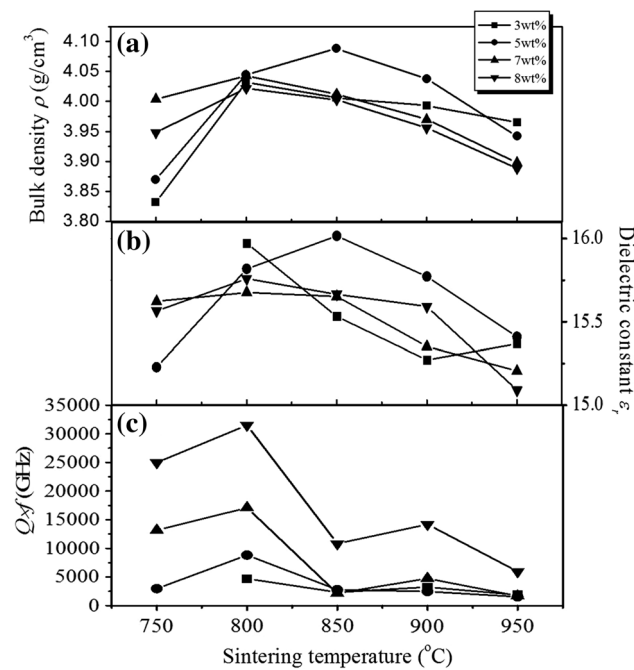 (a)
3wt%
5wt%
7wt%
8wt%
Bulk density ρ (g/cm³)
4.10
4.05
4.00
3.95
3.90
3.85
3.80
(b)
Dielectric constant εr
16.0
15.5
15.0
(c)
Q×f (GHz)
35000
30000
25000
20000
15000
10000
5000
0
750 800 850 900 950
Sintering temperature (°C)